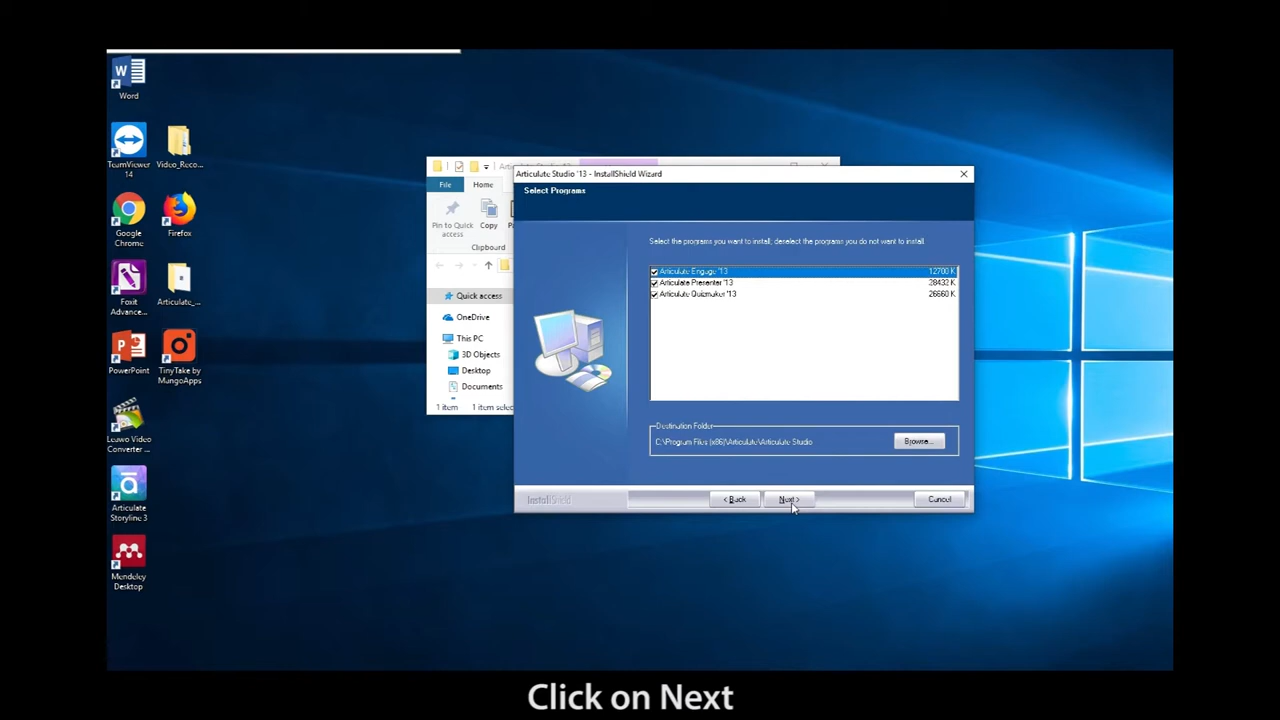 Word
TeamViewer 14
Video_Reco...
Google Chrome
Firefox
Foxit Advance...
Articulate_...
PowerPoint
TinyTake by MangoApps
Leawo Video Converter ...
Articulate Storyline 3
Mendeley Desktop
File
Home
Pin to Quick access
Copy
Clipboard
Quick access
OneDrive
This PC
3D Objects
Desktop
Documents
1 item
1 item selec
Articulate Studio '13 - InstallShield Wizard
Select Programs
Select the programs you want to install; deselect the programs you do not want to install.
Articulate Engage '13 12700 K
Articulate Presenter '13 28432 K
Articulate Quizmaker '13 26660 K
Destination Folder
C:\Program Files (x86)\Articulate\Articulate Studio
Browse...
InstallShield
< Back
Next >
Cancel
Click on Next